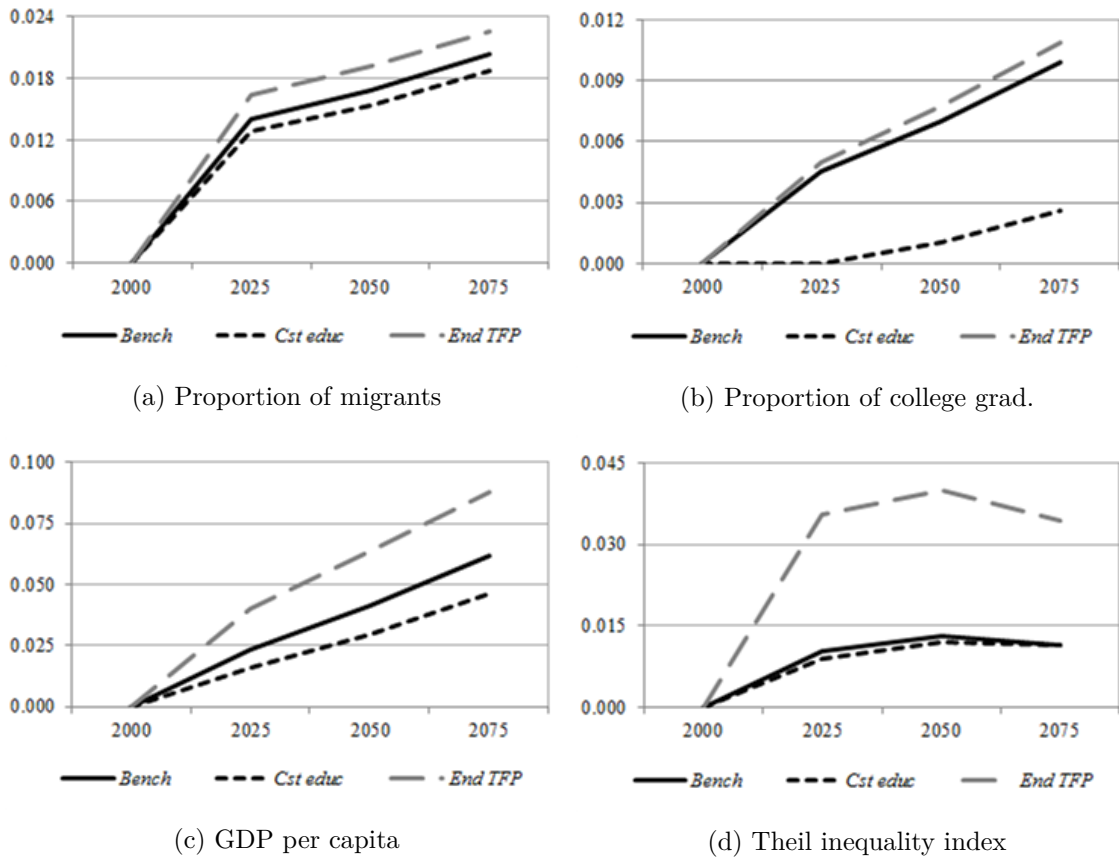 0.024
0.018
0.012
0.006
0.000
2000 2025 2050 2075
Bench Cst educ End TFP
(a) Proportion of migrants
0.012
0.009
0.006
0.003
0.000
2000 2025 2050 2075
Bench Cst educ End TFP
(b) Proportion of college grad.
0.100
0.075
0.050
0.025
0.000
2000 2025 2050 2075
Bench Cst educ End TFP
(c) GDP per capita
0.045
0.030
0.015
0.000
2000 2025 2050 2075
Bench Cst educ End TFP
(d) Theil inequality index